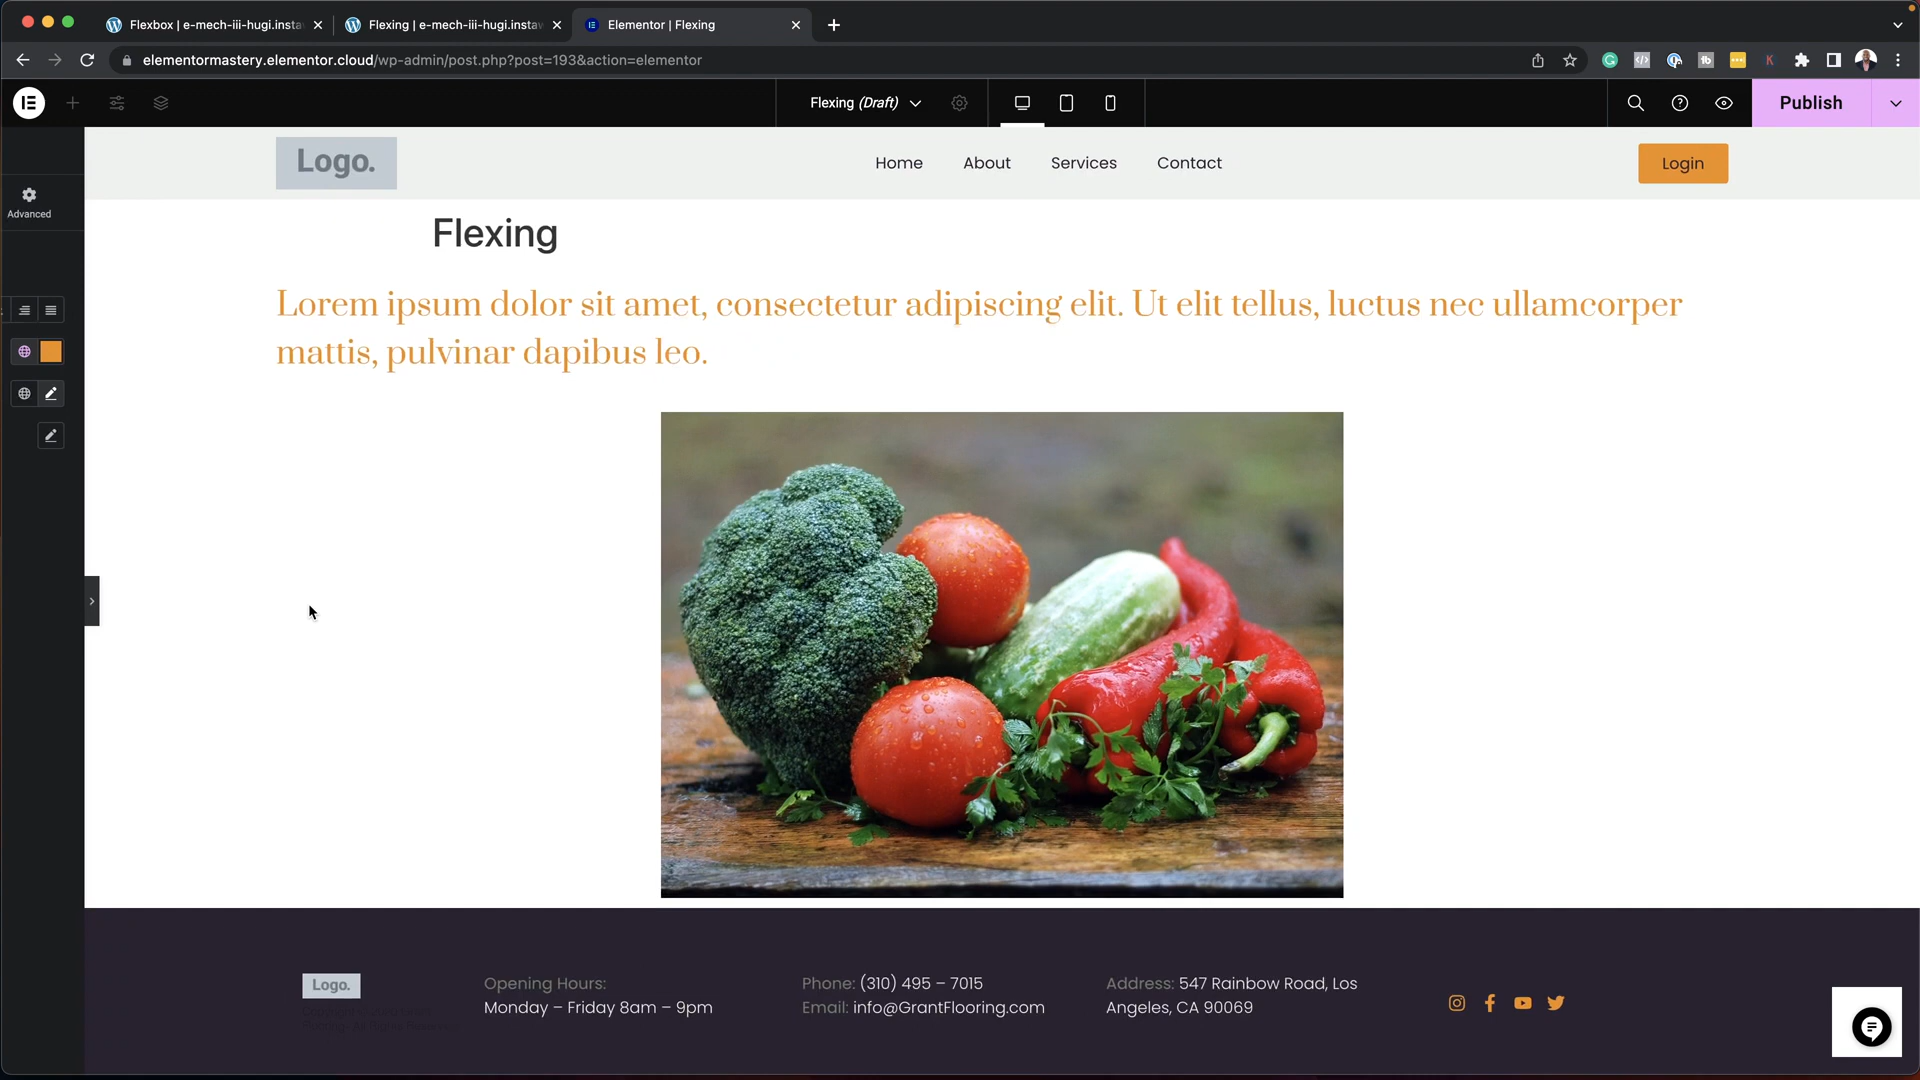 Flexbox | e-mech-iii-hugi.insta
Flexing | e-mech-iii-hugi.instaw
Elementor | Flexing
elementormastery.elementor.cloud/wp-admin/post.php?post=193&action=elementor
Flexing (Draft)
Publish
Advanced
Logo.
Home
About
Services
Contact
Login
Flexing
Lorem ipsum dolor sit amet, consectetur adipiscing elit. Ut elit tellus, luctus nec ullamcorper
mattis, pulvinar dapibus leo.
Logo.
Opening Hours:
Monday – Friday 8am – 9pm
Phone: (310) 495 – 7015
Email: info@GrantFlooring.com
Address: 547 Rainbow Road, Los
Angeles, CA 90069